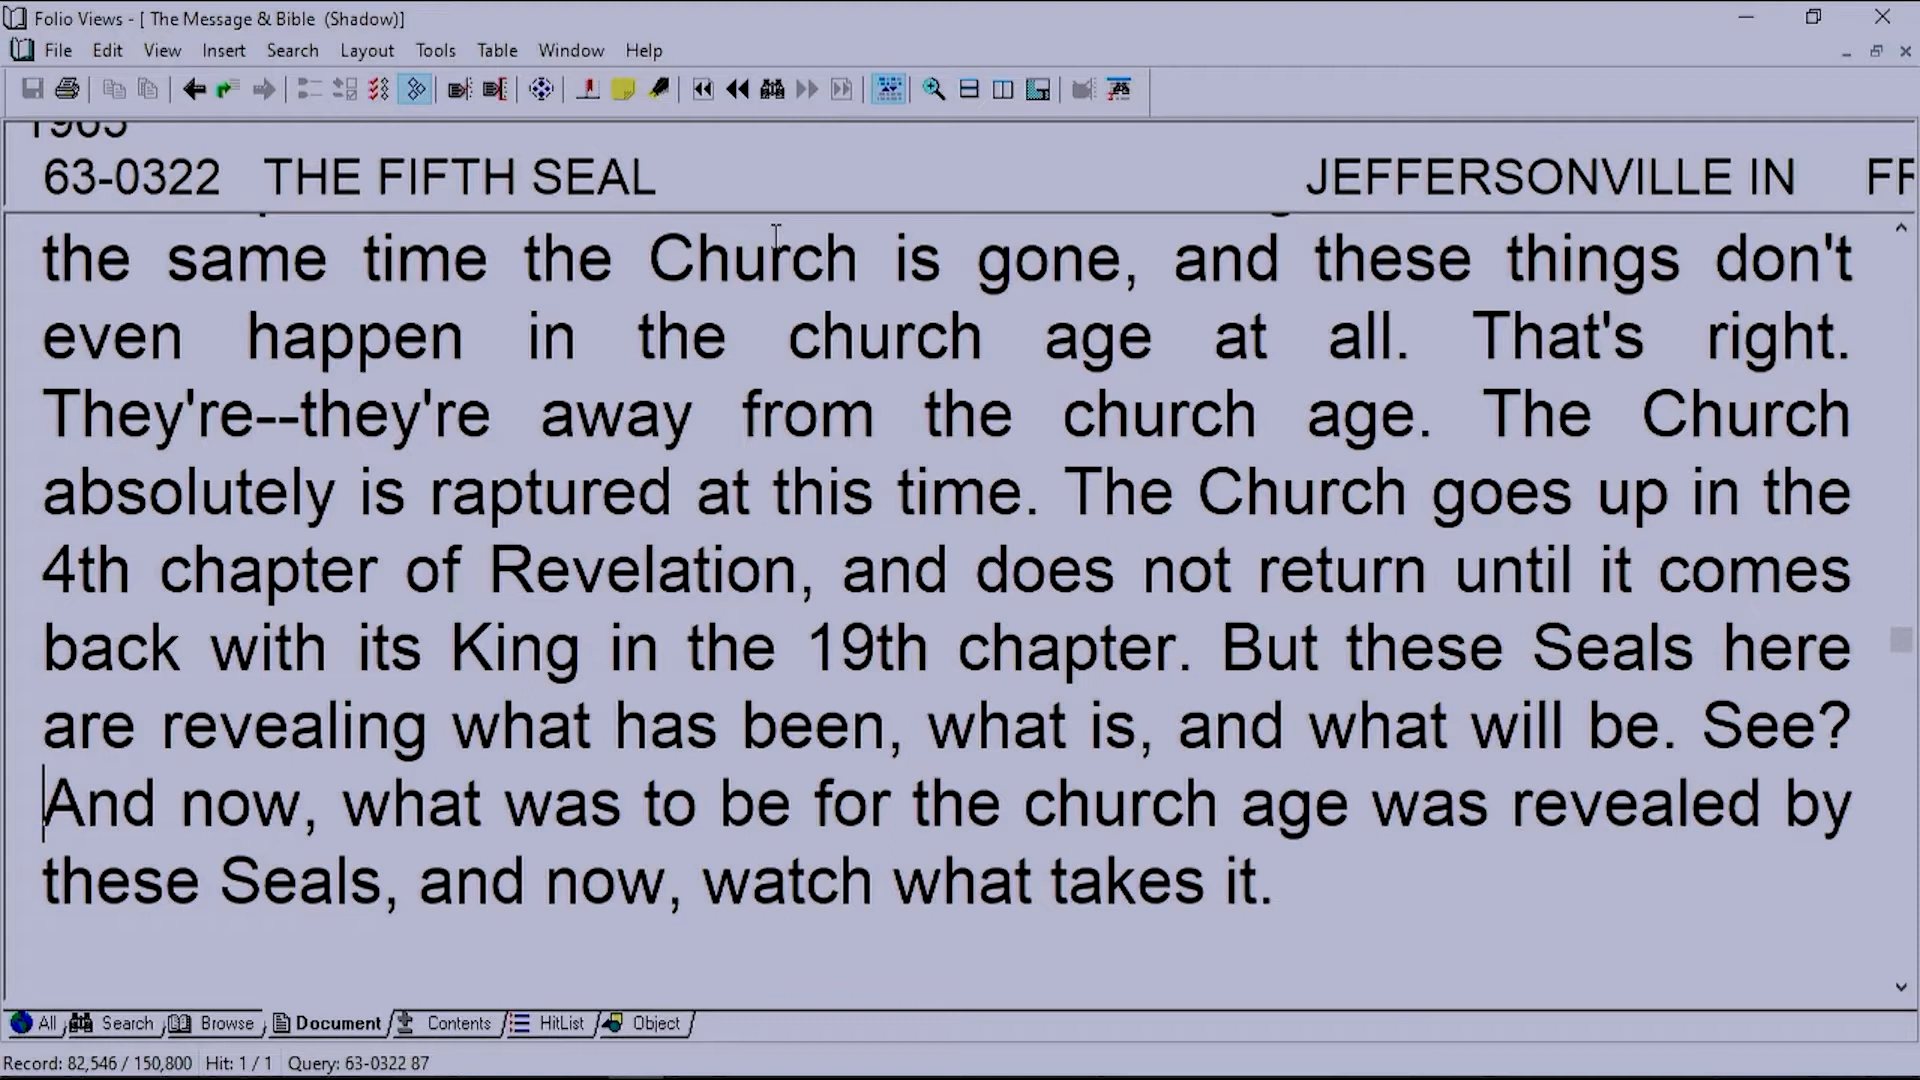 Folio Views - [ The Message & Bible (Shadow)]
File Edit View Insert Search Layout Tools Table Window Help
63-0322 THE FIFTH SEAL JEFFERSONVILLE IN
the same time the Church is gone, and these things don't
even happen in the church age at all. That's right.
They're--they're away from the church age. The Church
absolutely is raptured at this time. The Church goes up in the
4th chapter of Revelation, and does not return until it comes
back with its King in the 19th chapter. But these Seals here
are revealing what has been, what is, and what will be. See?
And now, what was to be for the church age was revealed by
these Seals, and now, watch what takes it.
All Search Browse Document Contents HitList Object
Record: 82,546 / 150,800 Hit: 1 / 1 Query: 63-0322 87